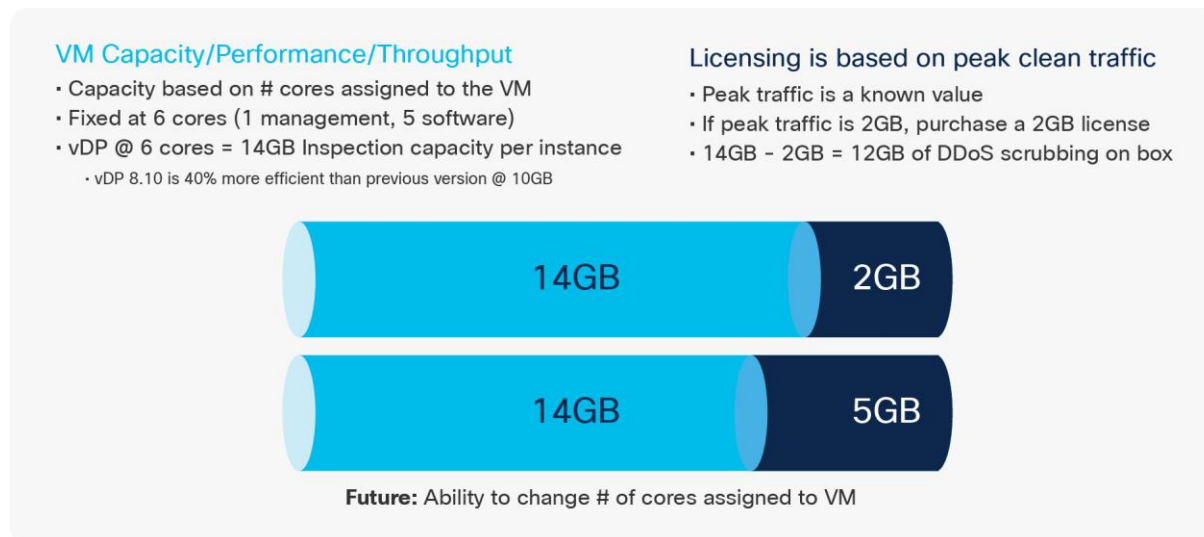 VM Capacity/Performance/Throughput
• Capacity based on # cores assigned to the VM
• Fixed at 6 cores (1 management, 5 software)
• vDP @ 6 cores = 14GB Inspection capacity per instance
• vDP 8.10 is 40% more efficient than previous version @ 10GB
Licensing is based on peak clean traffic
• Peak traffic is a known value
• If peak traffic is 2GB, purchase a 2GB license
• 14GB - 2GB = 12GB of DDoS scrubbing on box
14GB 2GB
14GB 5GB
Future: Ability to change # of cores assigned to VM